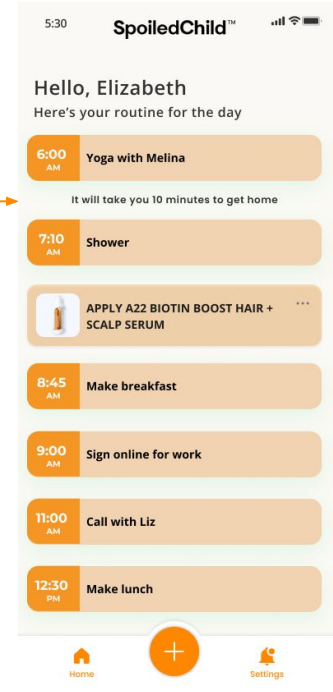 5:30
SpoiledChild™
Hello, Elizabeth
Here's your routine for the day
6:00
AM
Yoga with Melina
It will take you 10 minutes to get home
7:10
AM
Shower
APPLY A22 BIOTIN BOOST HAIR +
SCALP SERUM
8:45
AM
Make breakfast
9:00
AM
Sign online for work
11:00
AM
Call with Liz
12:30
PM
Make lunch
Home
Settings